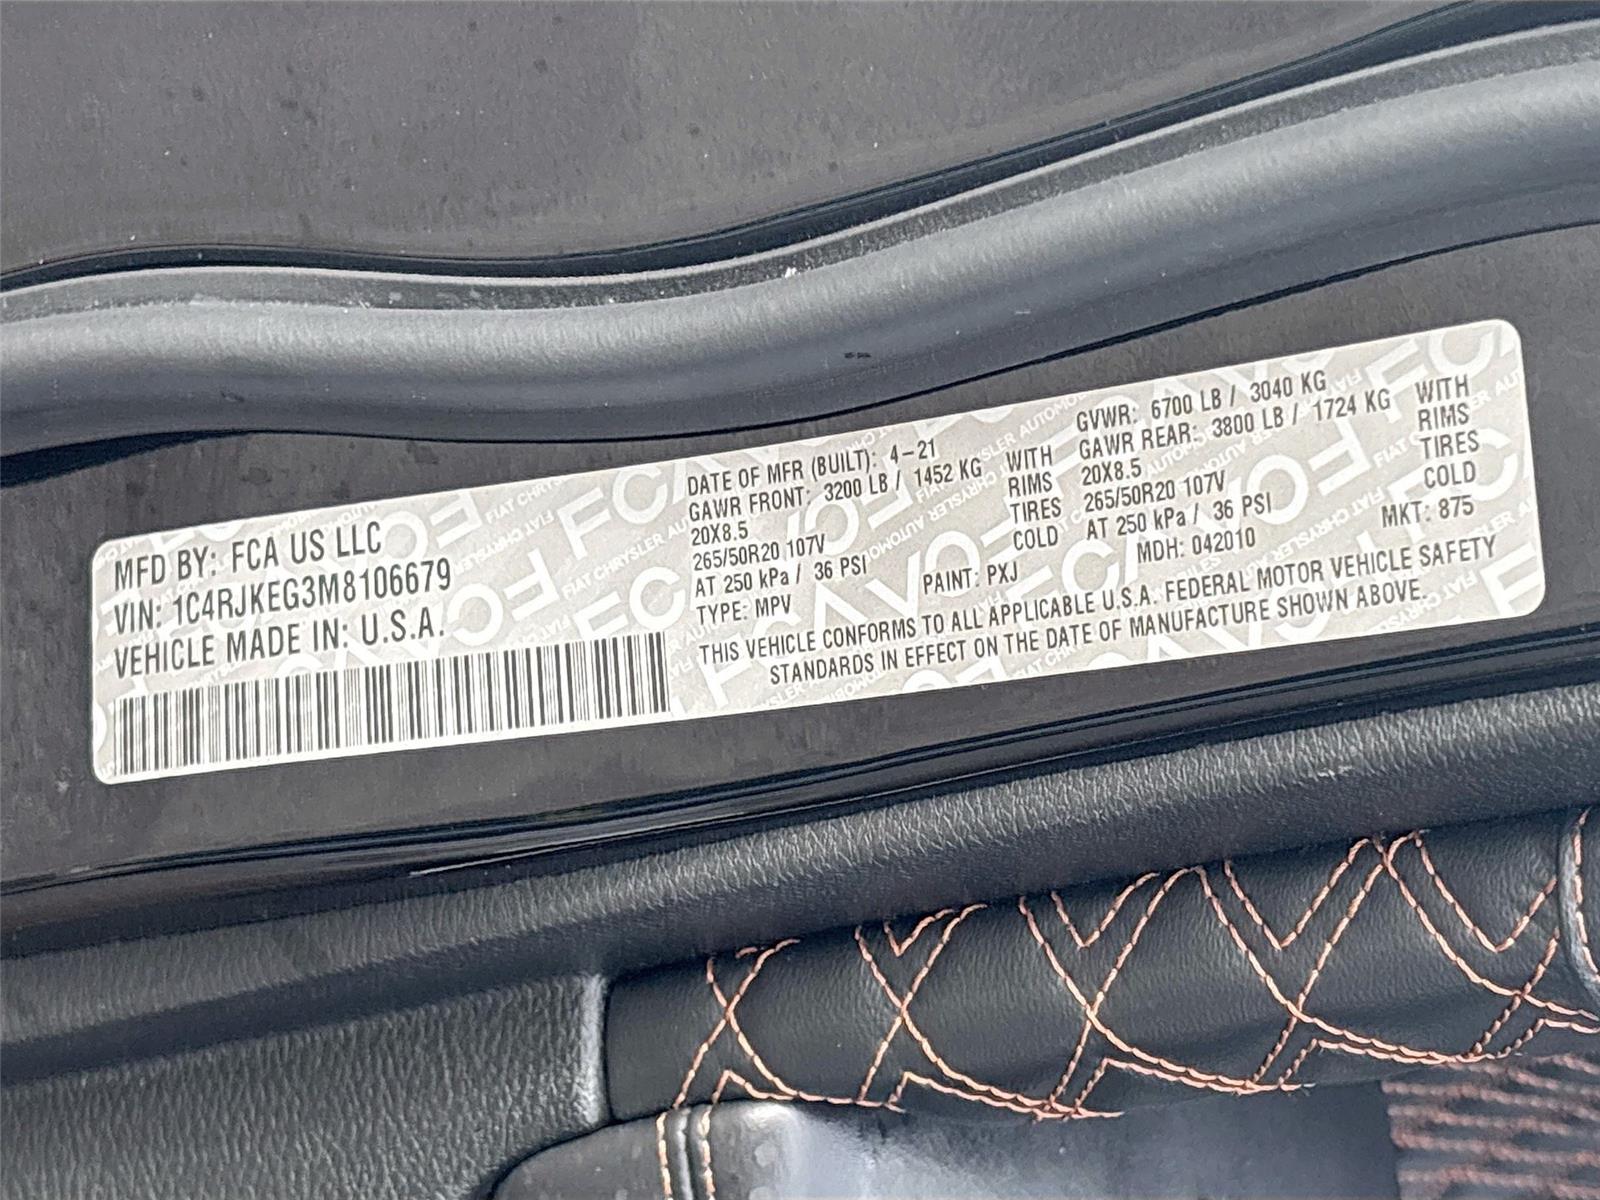 MFD BY: FCA US LLC
VIN: 1C4RJKEG3M8106679
VEHICLE MADE IN: U.S.A.
DATE OF MFR (BUILT): 4-21
GAWR FRONT: 3200 LB / 1452 KG WITH
20X8.5 RIMS
265/50R20 107V TIRES
AT 250 kPa / 36 PSI COLD
TYPE: MPV PAINT: PXJ
GVWR: 6700 LB / 3040 KG
GAWR REAR: 3800 LB / 1724 KG WITH
20X8.5 RIMS
265/50R20 107V TIRES
AT 250 kPa / 36 PSI COLD
MDH: 042010 MKT: 875
THIS VEHICLE CONFORMS TO ALL APPLICABLE U.S.A. FEDERAL MOTOR VEHICLE SAFETY
STANDARDS IN EFFECT ON THE DATE OF MANUFACTURE SHOWN ABOVE.